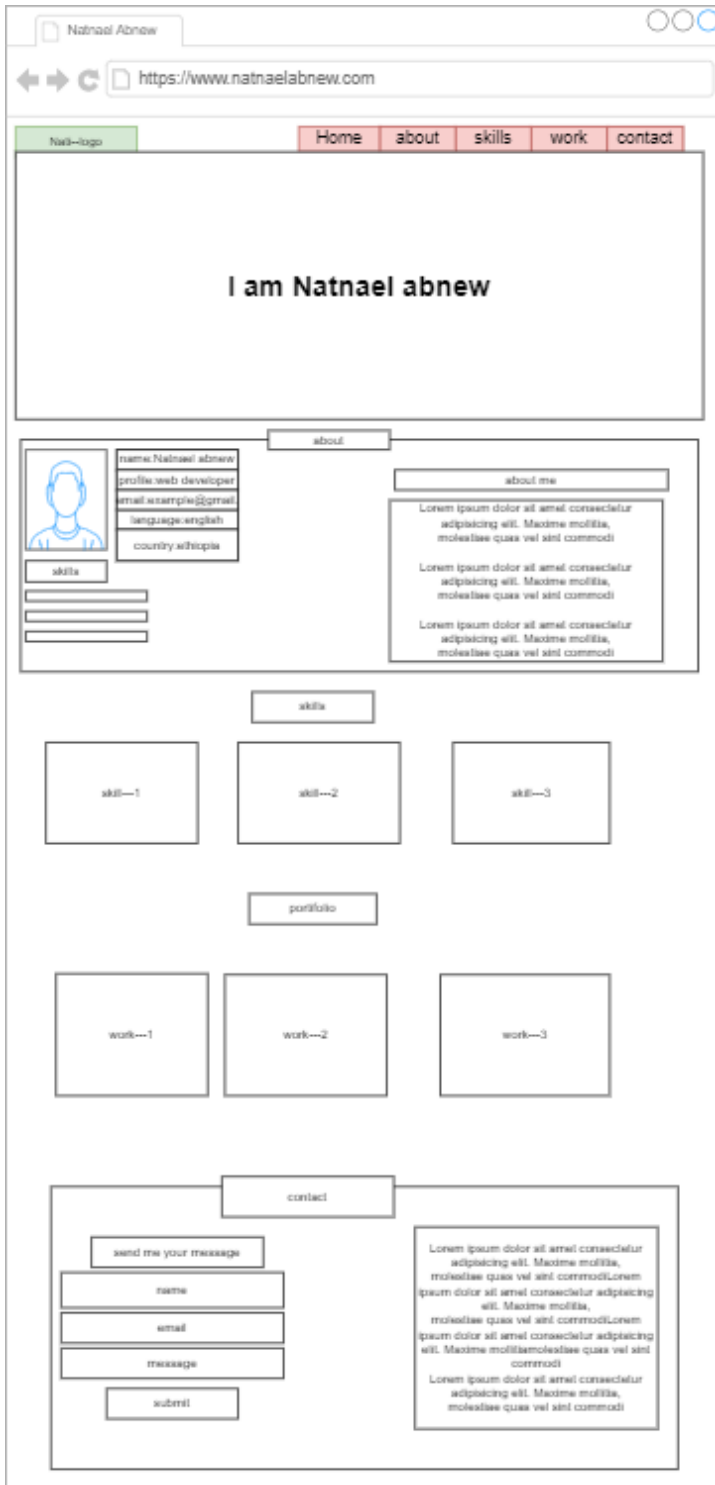 Natnael Abnew
https://www.natnaelabnew.com
Nati--logo
Home about skills work contact
I am Natnael abnew
about
name:Natnael abnew
profile:web developer
email:example@gmail.
language:english
country:ethiopia
skills
about me
Lorem ipsum dolor sit amet consectetur
adipisicing elit. Maxime mollitia,
molestiae quas vel sint commodi
Lorem ipsum dolor sit amet consectetur
adipisicing elit. Maxime mollitia,
molestiae quas vel sint commodi
Lorem ipsum dolor sit amet consectetur
adipisicing elit. Maxime mollitia,
molestiae quas vel sint commodi
skills
skill---1
skill---2
skill---3
portifolio
work---1
work---2
work---3
contact
send me your message
name
email
message
submit
Lorem ipsum dolor sit amet consectetur
adipisicing elit. Maxime mollitia,
molestiae quas vel sint commodiLorem
ipsum dolor sit amet consectetur adipisicing
elit. Maxime mollitia,
molestiae quas vel sint commodiLorem
ipsum dolor sit amet consectetur adipisicing
elit. Maxime mollitiamolestiae quas vel sint
commodi
Lorem ipsum dolor sit amet consectetur
adipisicing elit. Maxime mollitia,
molestiae quas vel sint commodi